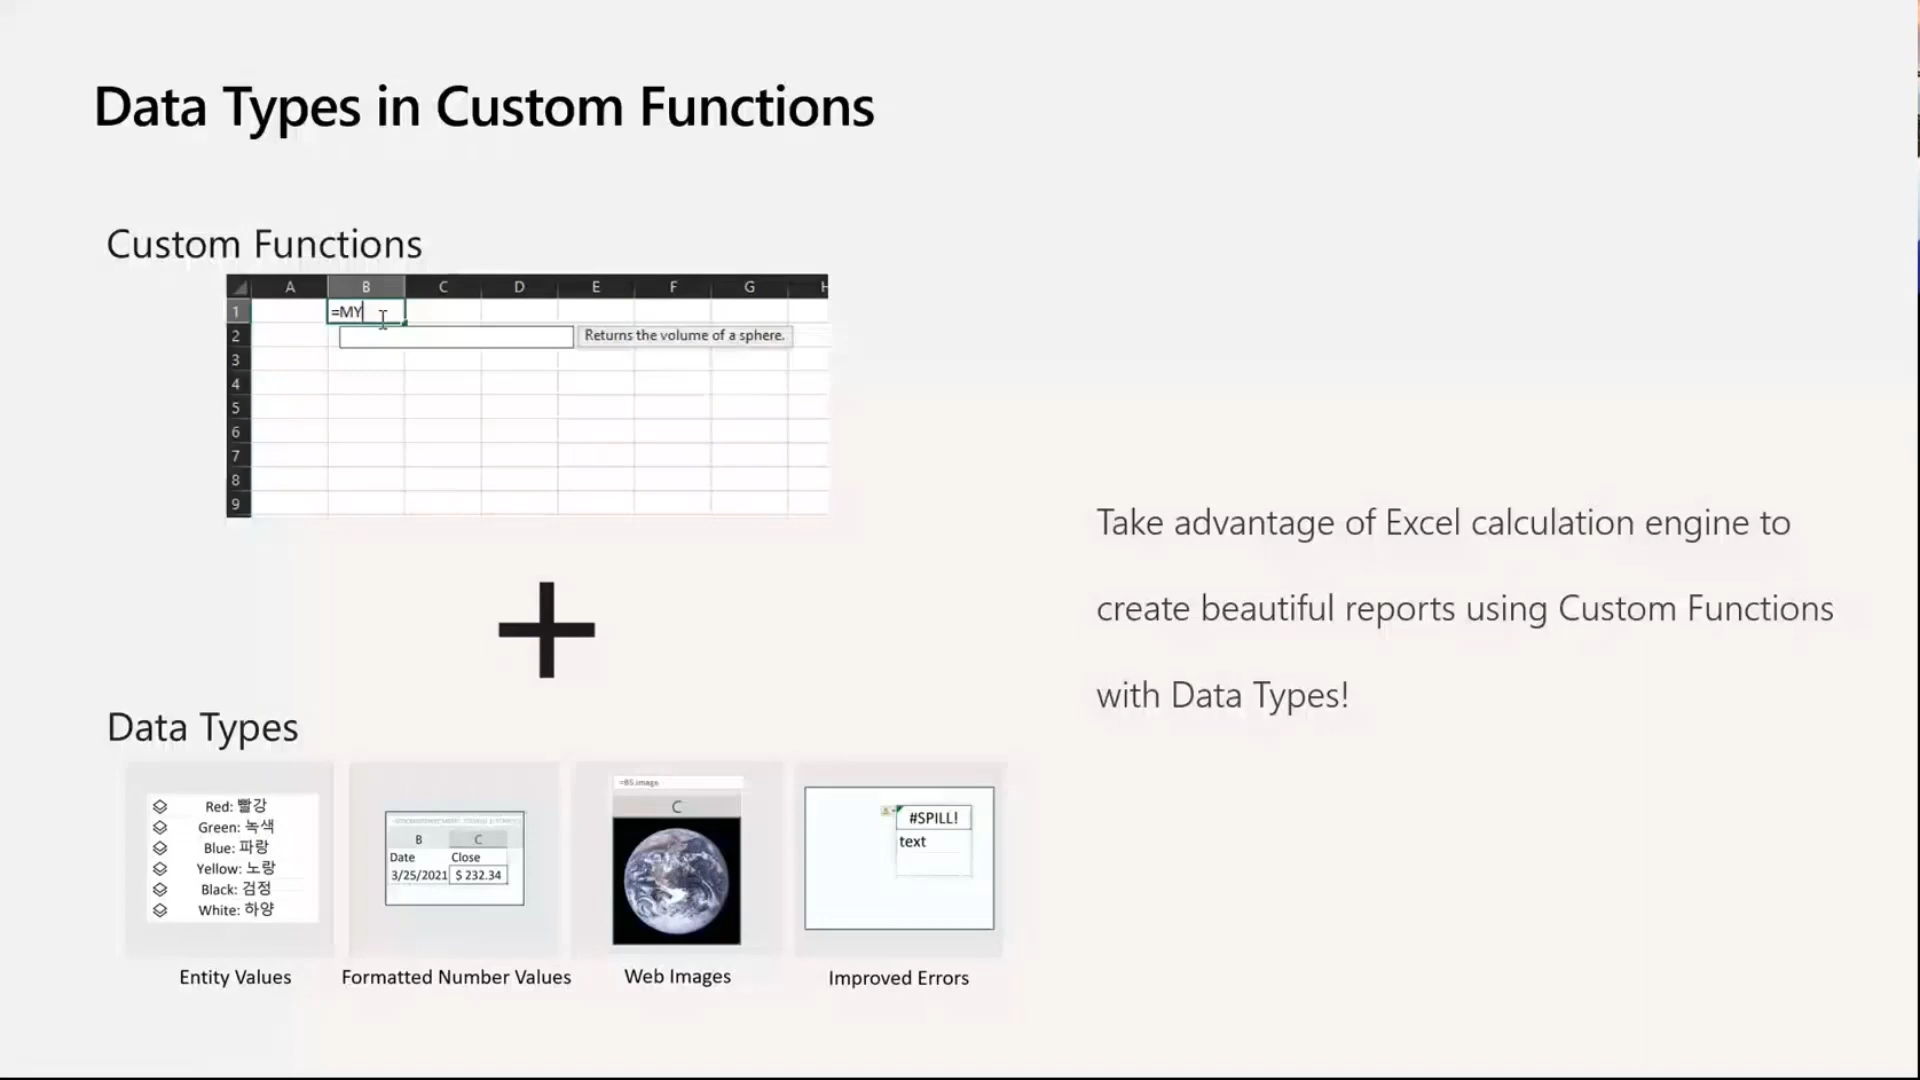 Data Types in Custom Functions
Custom Functions
A B C D E F G H
1 =MY
2 Returns the volume of a sphere.
3
4
5
6
7
8
9
Take advantage of Excel calculation engine to
create beautiful reports using Custom Functions
with Data Types!
+
Data Types
Red: 빨강
Green: 녹색
Blue: 파랑
Yellow: 노랑
Black: 검정
White: 하양
Entity Values
B C
Date Close
3/25/2021 $ 232.34
Formatted Number Values
=B5.image
C
Web Images
#SPILL!
text
Improved Errors